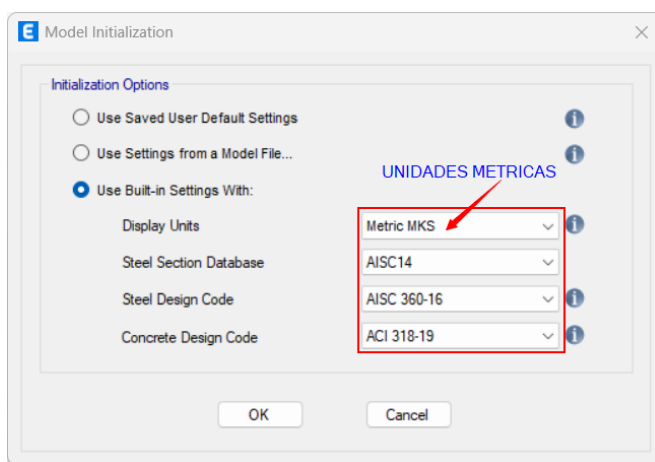 E Model Initialization
Initialization Options
Use Saved User Default Settings
Use Settings from a Model File...
UNIDADES METRICAS
Use Built-in Settings With:
Display Units Metric MKS
Steel Section Database AISC14
Steel Design Code AISC 360-16
Concrete Design Code ACI 318-19
OK Cancel